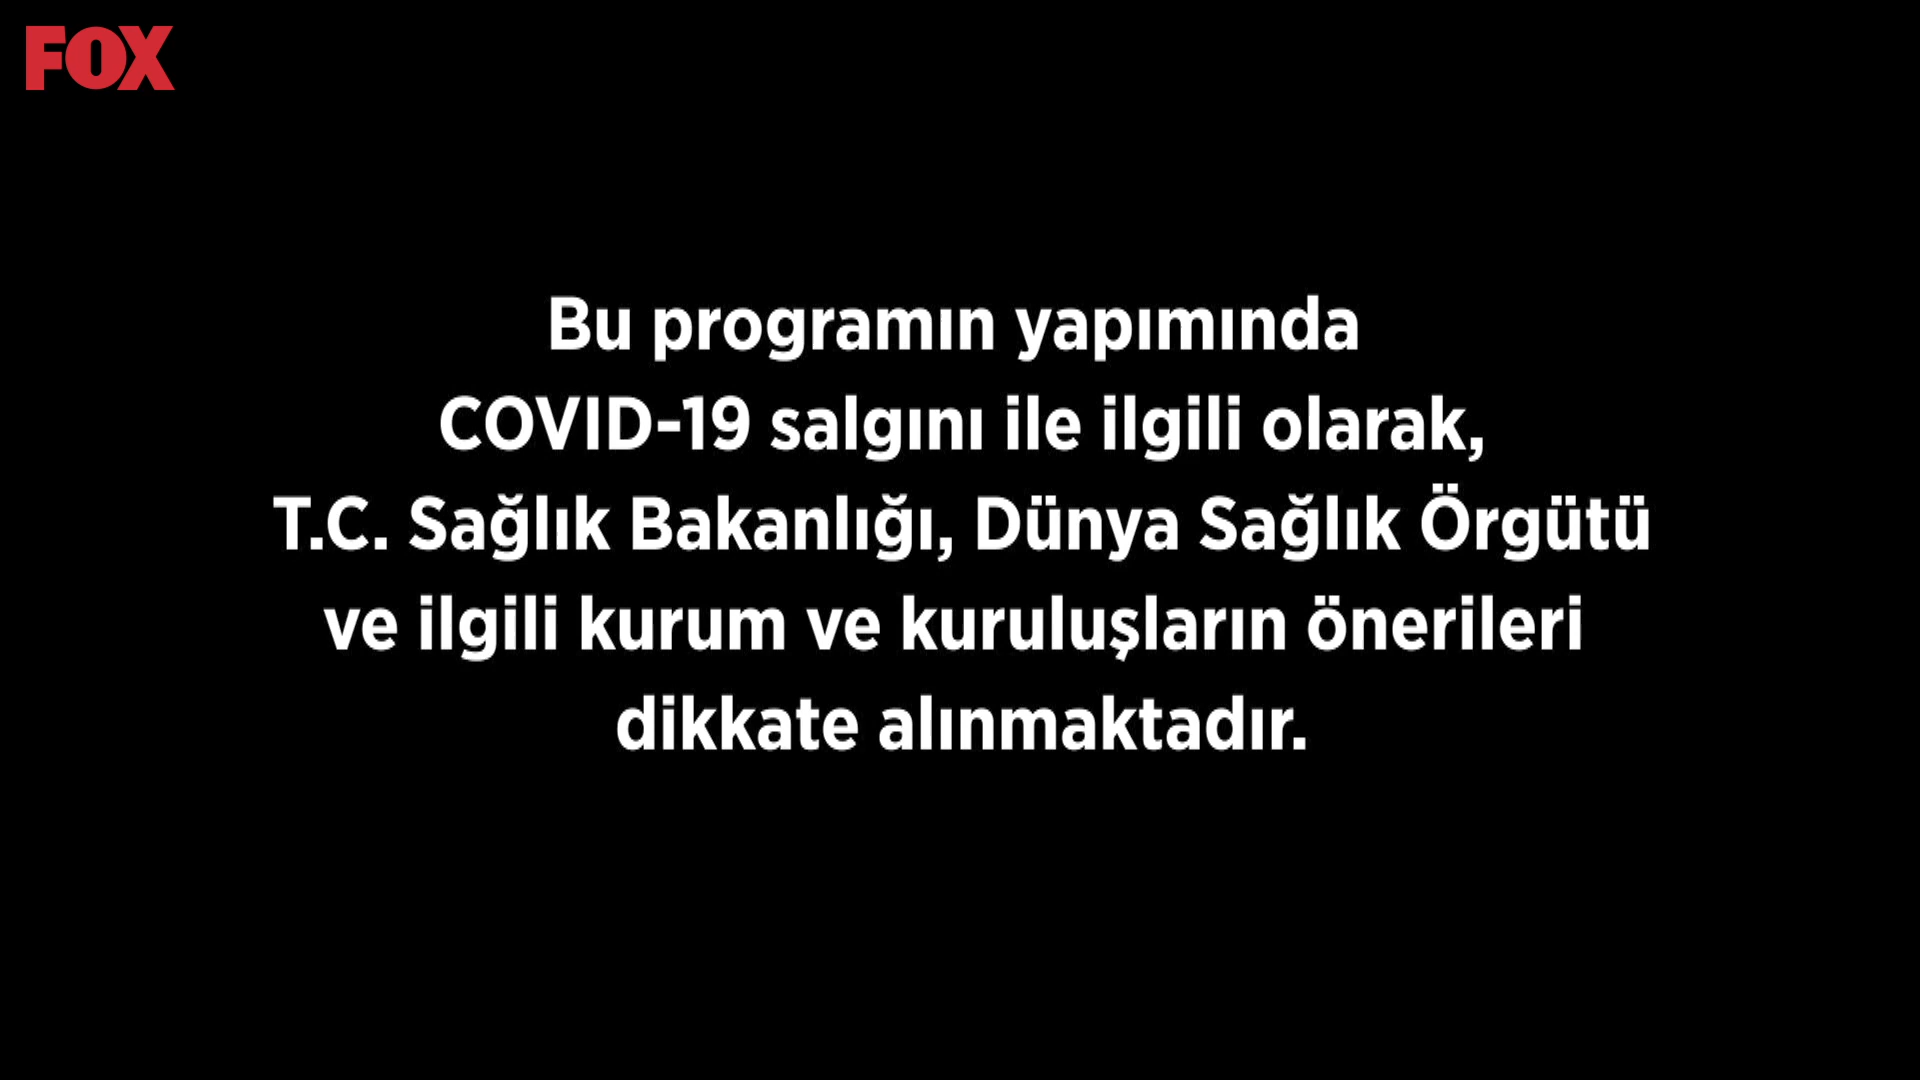 FOX
Bu programın yapımında
COVID-19 salgını ile ilgili olarak,
T.C. Sağlık Bakanlığı, Dünya Sağlık Örgütü
ve ilgili kurum ve kuruluşların önerileri
dikkate alınmaktadır.